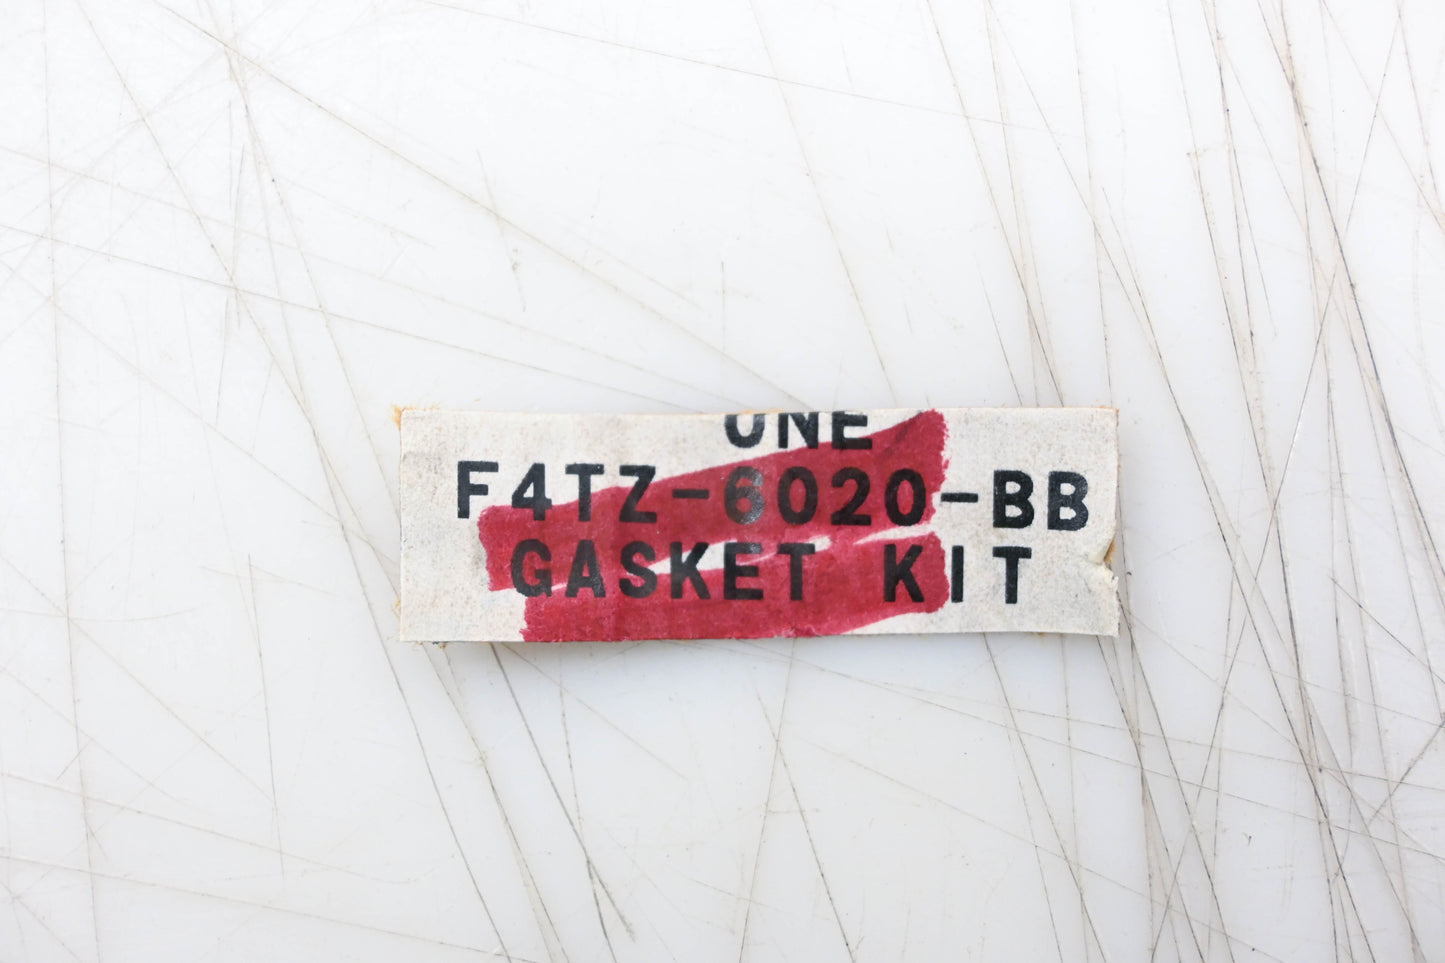 ONE
F4TZ-6020-BB
GASKET KIT